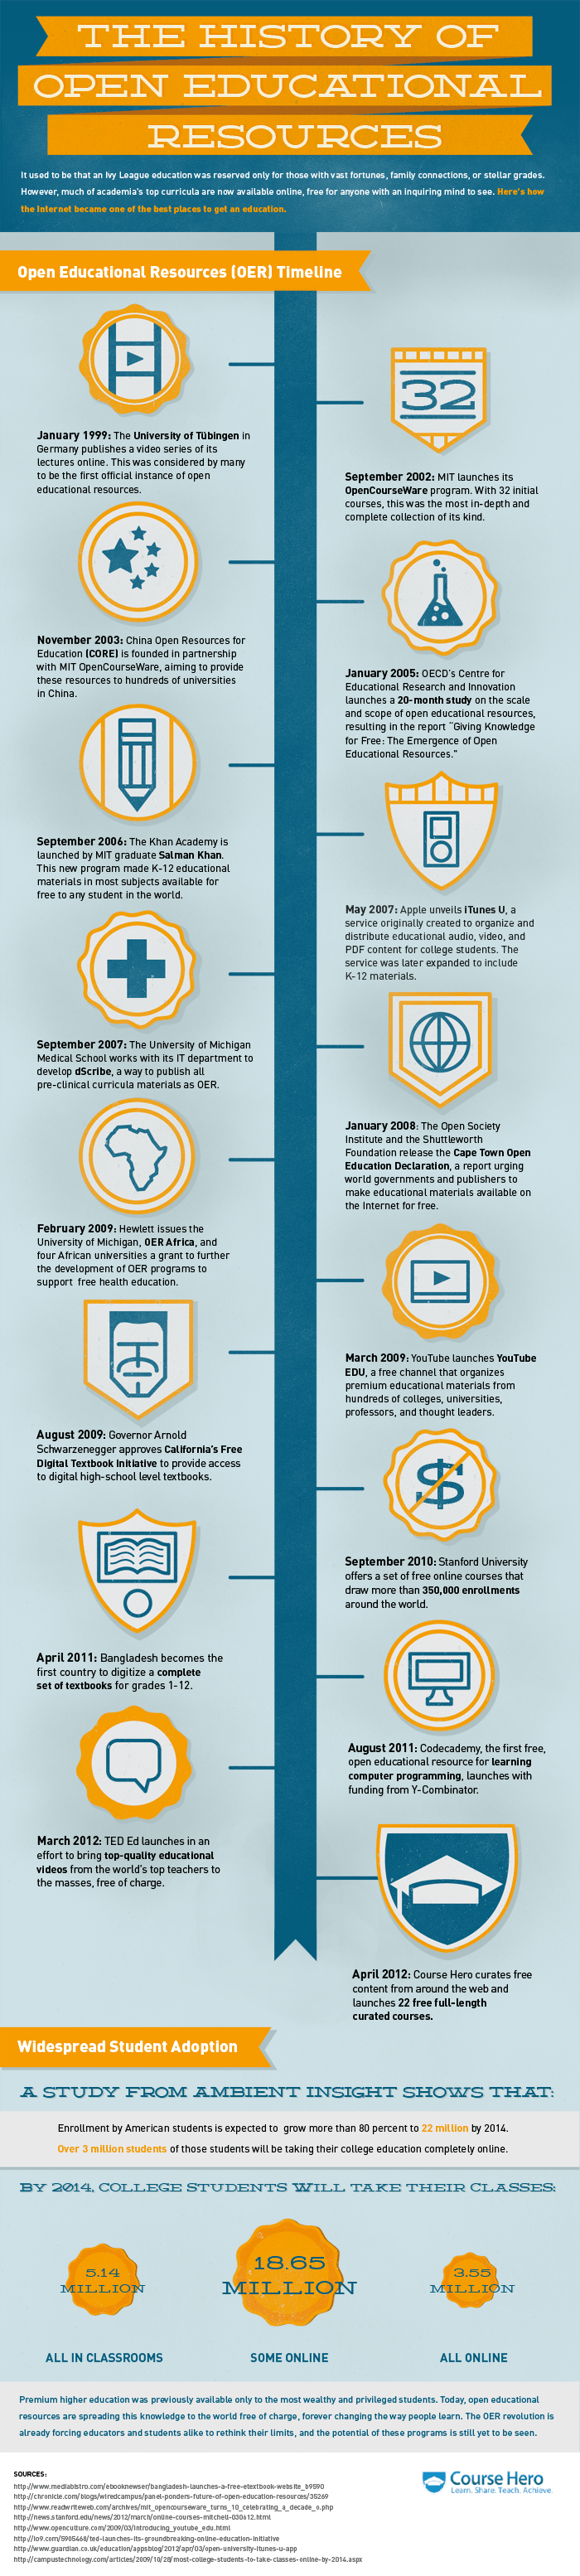 THE HISTORY OF
OPEN EDUCATIONAL
RESOURCES
It used to be that an Ivy League education was reserved only for those with vast fortunes, family connections, or stellar grades.
However, much of academia's top curricula are now available online, free for anyone with an inquiring mind to see. Here's how
the Internet became one of the best places to get an education.
Open Educational Resources (OER) Timeline
January 1999: The University of Tübingen in
Germany publishes a video series of its
lectures online. This was considered by many
to be the first official instance of open
educational resources.
32
September 2002: MIT launches its
OpenCourseWare program. With 32 initial
courses, this was the most in-depth and
complete collection of its kind.
November 2003: China Open Resources for
Education (CORE) is founded in partnership
with MIT OpenCourseWare, aiming to provide
these resources to hundreds of universities
in China.
January 2005: OECD's Centre for
Educational Research and Innovation
launches a 20-month study on the scale
and scope of open educational resources,
resulting in the report "Giving Knowledge
for Free: The Emergence of Open
Educational Resources."
September 2006: The Khan Academy is
launched by MIT graduate Salman Khan.
This new program made K-12 educational
materials in most subjects available for
free to any student in the world.
May 2007: Apple unveils iTunes U, a
service originally created to organize and
distribute educational audio, video, and
PDF content for college students. The
service was later expanded to include
K-12 materials.
September 2007: The University of Michigan
Medical School works with its IT department to
develop dScribe, a way to publish all
pre-clinical curricula materials as OER.
January 2008: The Open Society
Institute and the Shuttleworth
Foundation release the Cape Town Open
Education Declaration, a report urging
world governments and publishers to
make educational materials available on
the Internet for free.
February 2009: Hewlett issues the
University of Michigan, OER Africa, and
four African universities a grant to further
the development of OER programs to
support free health education.
March 2009: YouTube launches YouTube
EDU, a free channel that organizes
premium educational materials from
hundreds of colleges, universities,
professors, and thought leaders.
August 2009: Governor Arnold
Schwarzenegger approves California's Free
Digital Textbook Initiative to provide access
to digital high-school level textbooks.
$
September 2010: Stanford University
offers a set of free online courses that
draw more than 350,000 enrollments
around the world.
April 2011: Bangladesh becomes the
first country to digitize a complete
set of textbooks for grades 1-12.
August 2011: Codecademy, the first free,
open educational resource for learning
computer programming, launches with
funding from Y-Combinator.
March 2012: TED Ed launches in an
effort to bring top-quality educational
videos from the world's top teachers to
the masses, free of charge.
April 2012: Course Hero curates free
content from around the web and
launches 22 free full-length
curated courses.
Widespread Student Adoption
A STUDY FROM AMBIENT INSIGHT SHOWS THAT:
Enrollment by American students is expected to grow more than 80 percent to 22 million by 2014.
Over 3 million students of those students will be taking their college education completely online.
BY 2014, COLLEGE STUDENTS WILL TAKE THEIR CLASSES:
5.14
MILLION
18.65
MILLION
3.55
MILLION
ALL IN CLASSROOMS
SOME ONLINE
ALL ONLINE
Premium higher education was previously available only to the most wealthy and privileged students. Today, open educational
resources are spreading this knowledge to the world free of charge, forever changing the way people learn. The OER revolution is
already forcing educators and students alike to rethink their limits, and the potential of these programs is still yet to be seen.
SOURCES:
http://www.mediabistro.com/ebooknewser/bangladesh-launches-a-free-etextbook-website_b9590
http://chronicle.com/blogs/wiredcampus/panel-ponders-future-of-open-education-resources/35269
http://www.readwriteweb.com/archives/mit_opencourseware_turns_10_celebrating_a_decade_o.php
http://news.stanford.edu/news/2012/march/online-courses-mitchell-030612.html
http://www.openculture.com/2009/03/introducing_youtube_edu.html
http://io9.com/5985468/ted-launches-its-groundbreaking-online-education-initiative
http://www.guardian.co.uk/education/appsblog/2012/apr/03/open-university-itunes-u-app
http://campustechnology.com/articles/2009/10/28/most-college-students-to-take-classes-online-by-2014.aspx
Course Hero
Learn. Share. Teach. Achieve.